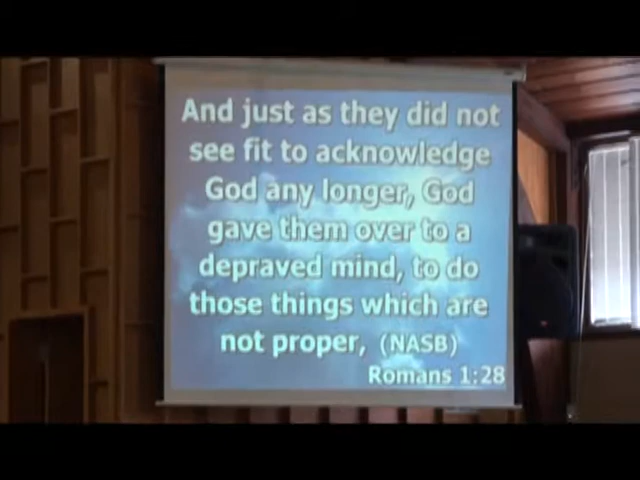 And just as they did not
see fit to acknowledge
God any longer, God
gave them over to a
depraved mind, to do
those things which are
not proper, (NASB)
Romans 1:28